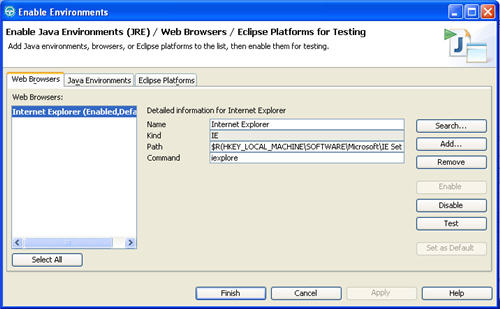 Enable Environments
Enable Java Environments (JRE) / Web Browsers / Eclipse Platforms for Testing
Add Java environments, browsers, or Eclipse platforms to the list, then enable them for testing.
Web Browsers Java Environments Eclipse Platforms
Web Browsers:
Internet Explorer (Enabled,Defa
Detailed information for Internet Explorer
Name Internet Explorer
Kind IE
Path $R(HKEY_LOCAL_MACHINE\SOFTWARE\Microsoft\IE Set
Command iexplore
Search...
Add...
Remove
Enable
Disable
Test
Set as Default
Select All
Finish Cancel Apply Help